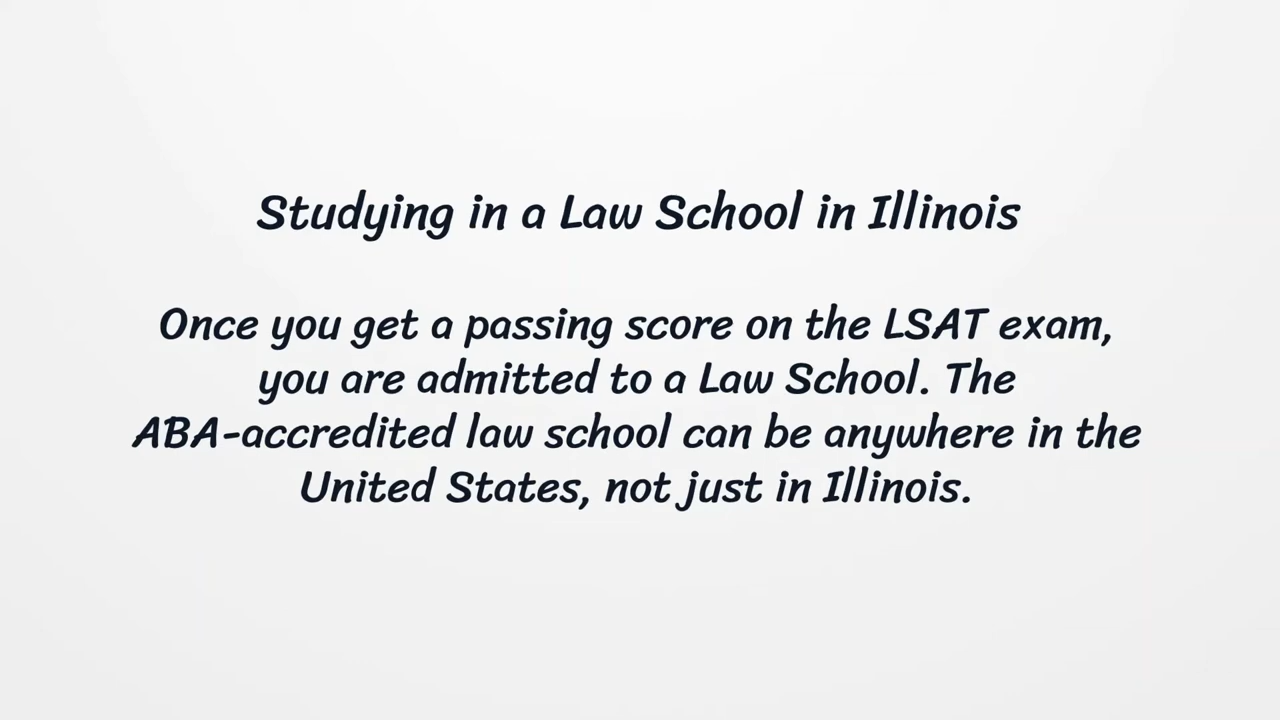 Studying in a Law School in Illinois
Once you get a passing score on the LSAT exam,
you are admitted to a Law School. The
ABA-accredited law school can be anywhere in the
United States, not just in Illinois.